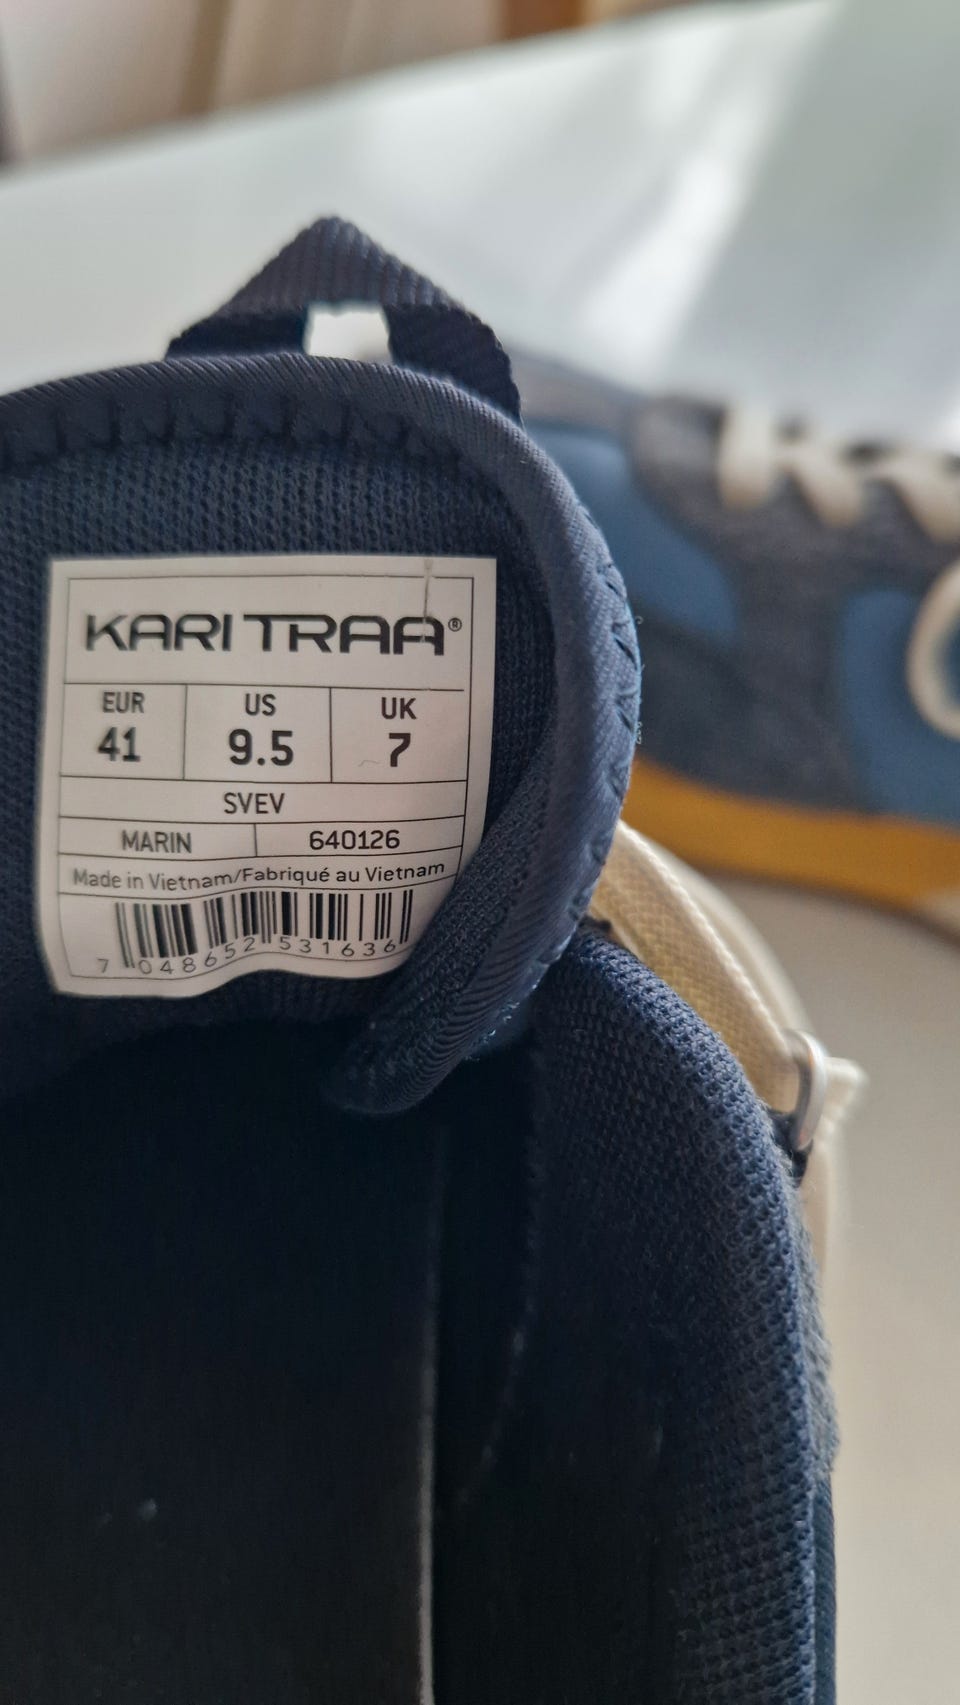 KARI TRAA®
EUR US UK
41 9.5 7
SVEV
MARIN 640126
Made in Vietnam/Fabriqué au Vietnam
7 048652 531636